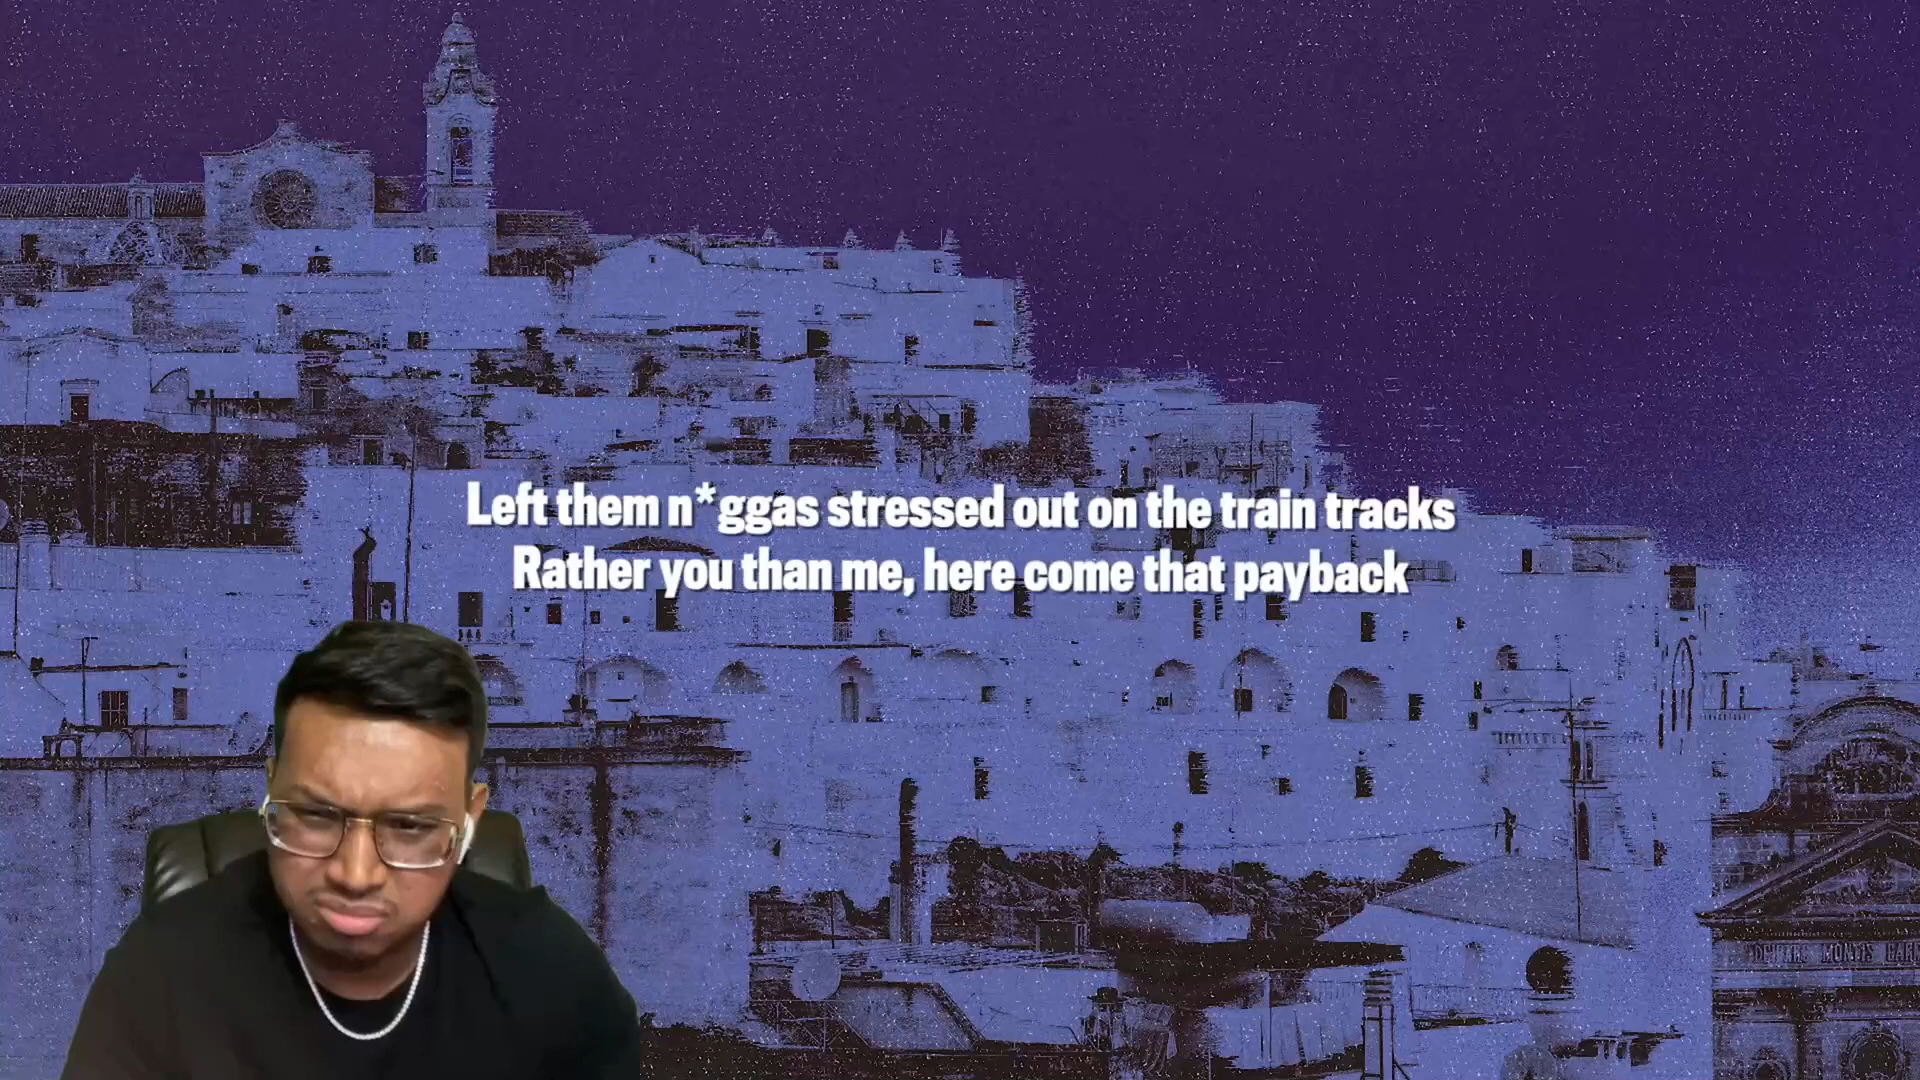 Left them n*ggas stressed out on the train tracks
Rather you than me, here come that payback